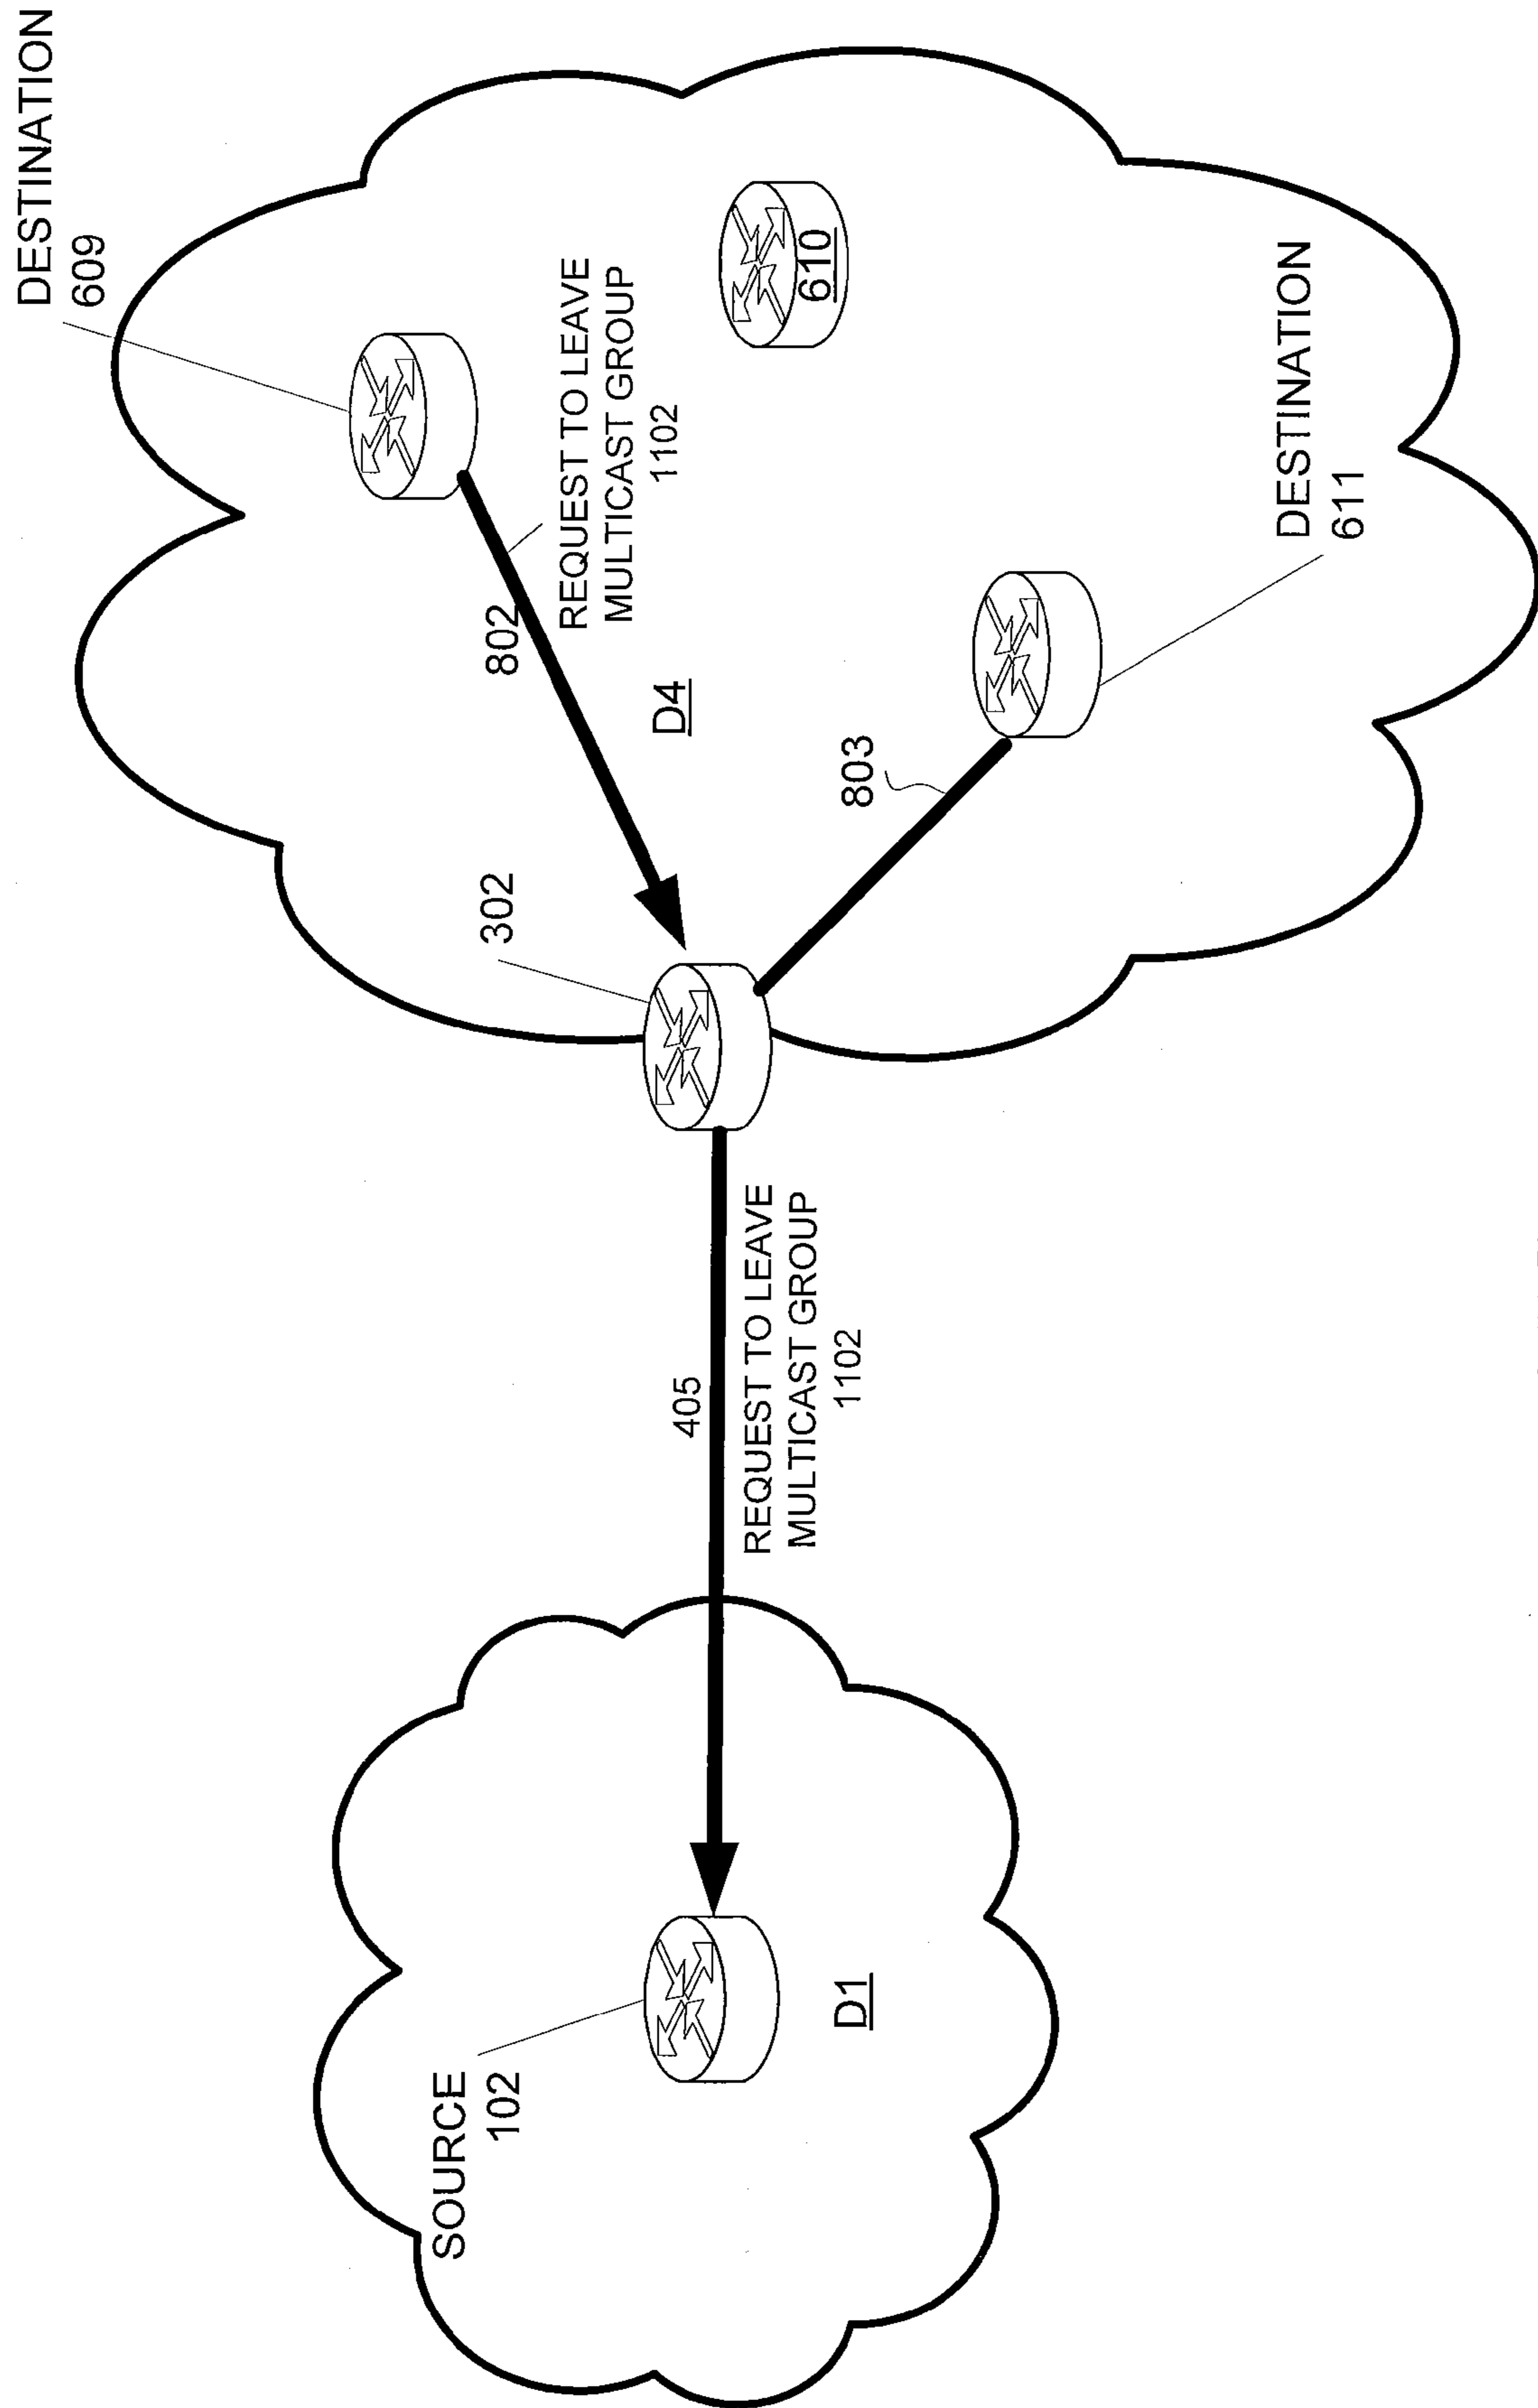 DESTINATION
609
802
REQUEST TO LEAVE
MULTICAST GROUP
1102
610
D4
302
803
DESTINATION
611
405
REQUEST TO LEAVE
MULTICAST GROUP
1102
SOURCE
102
D1